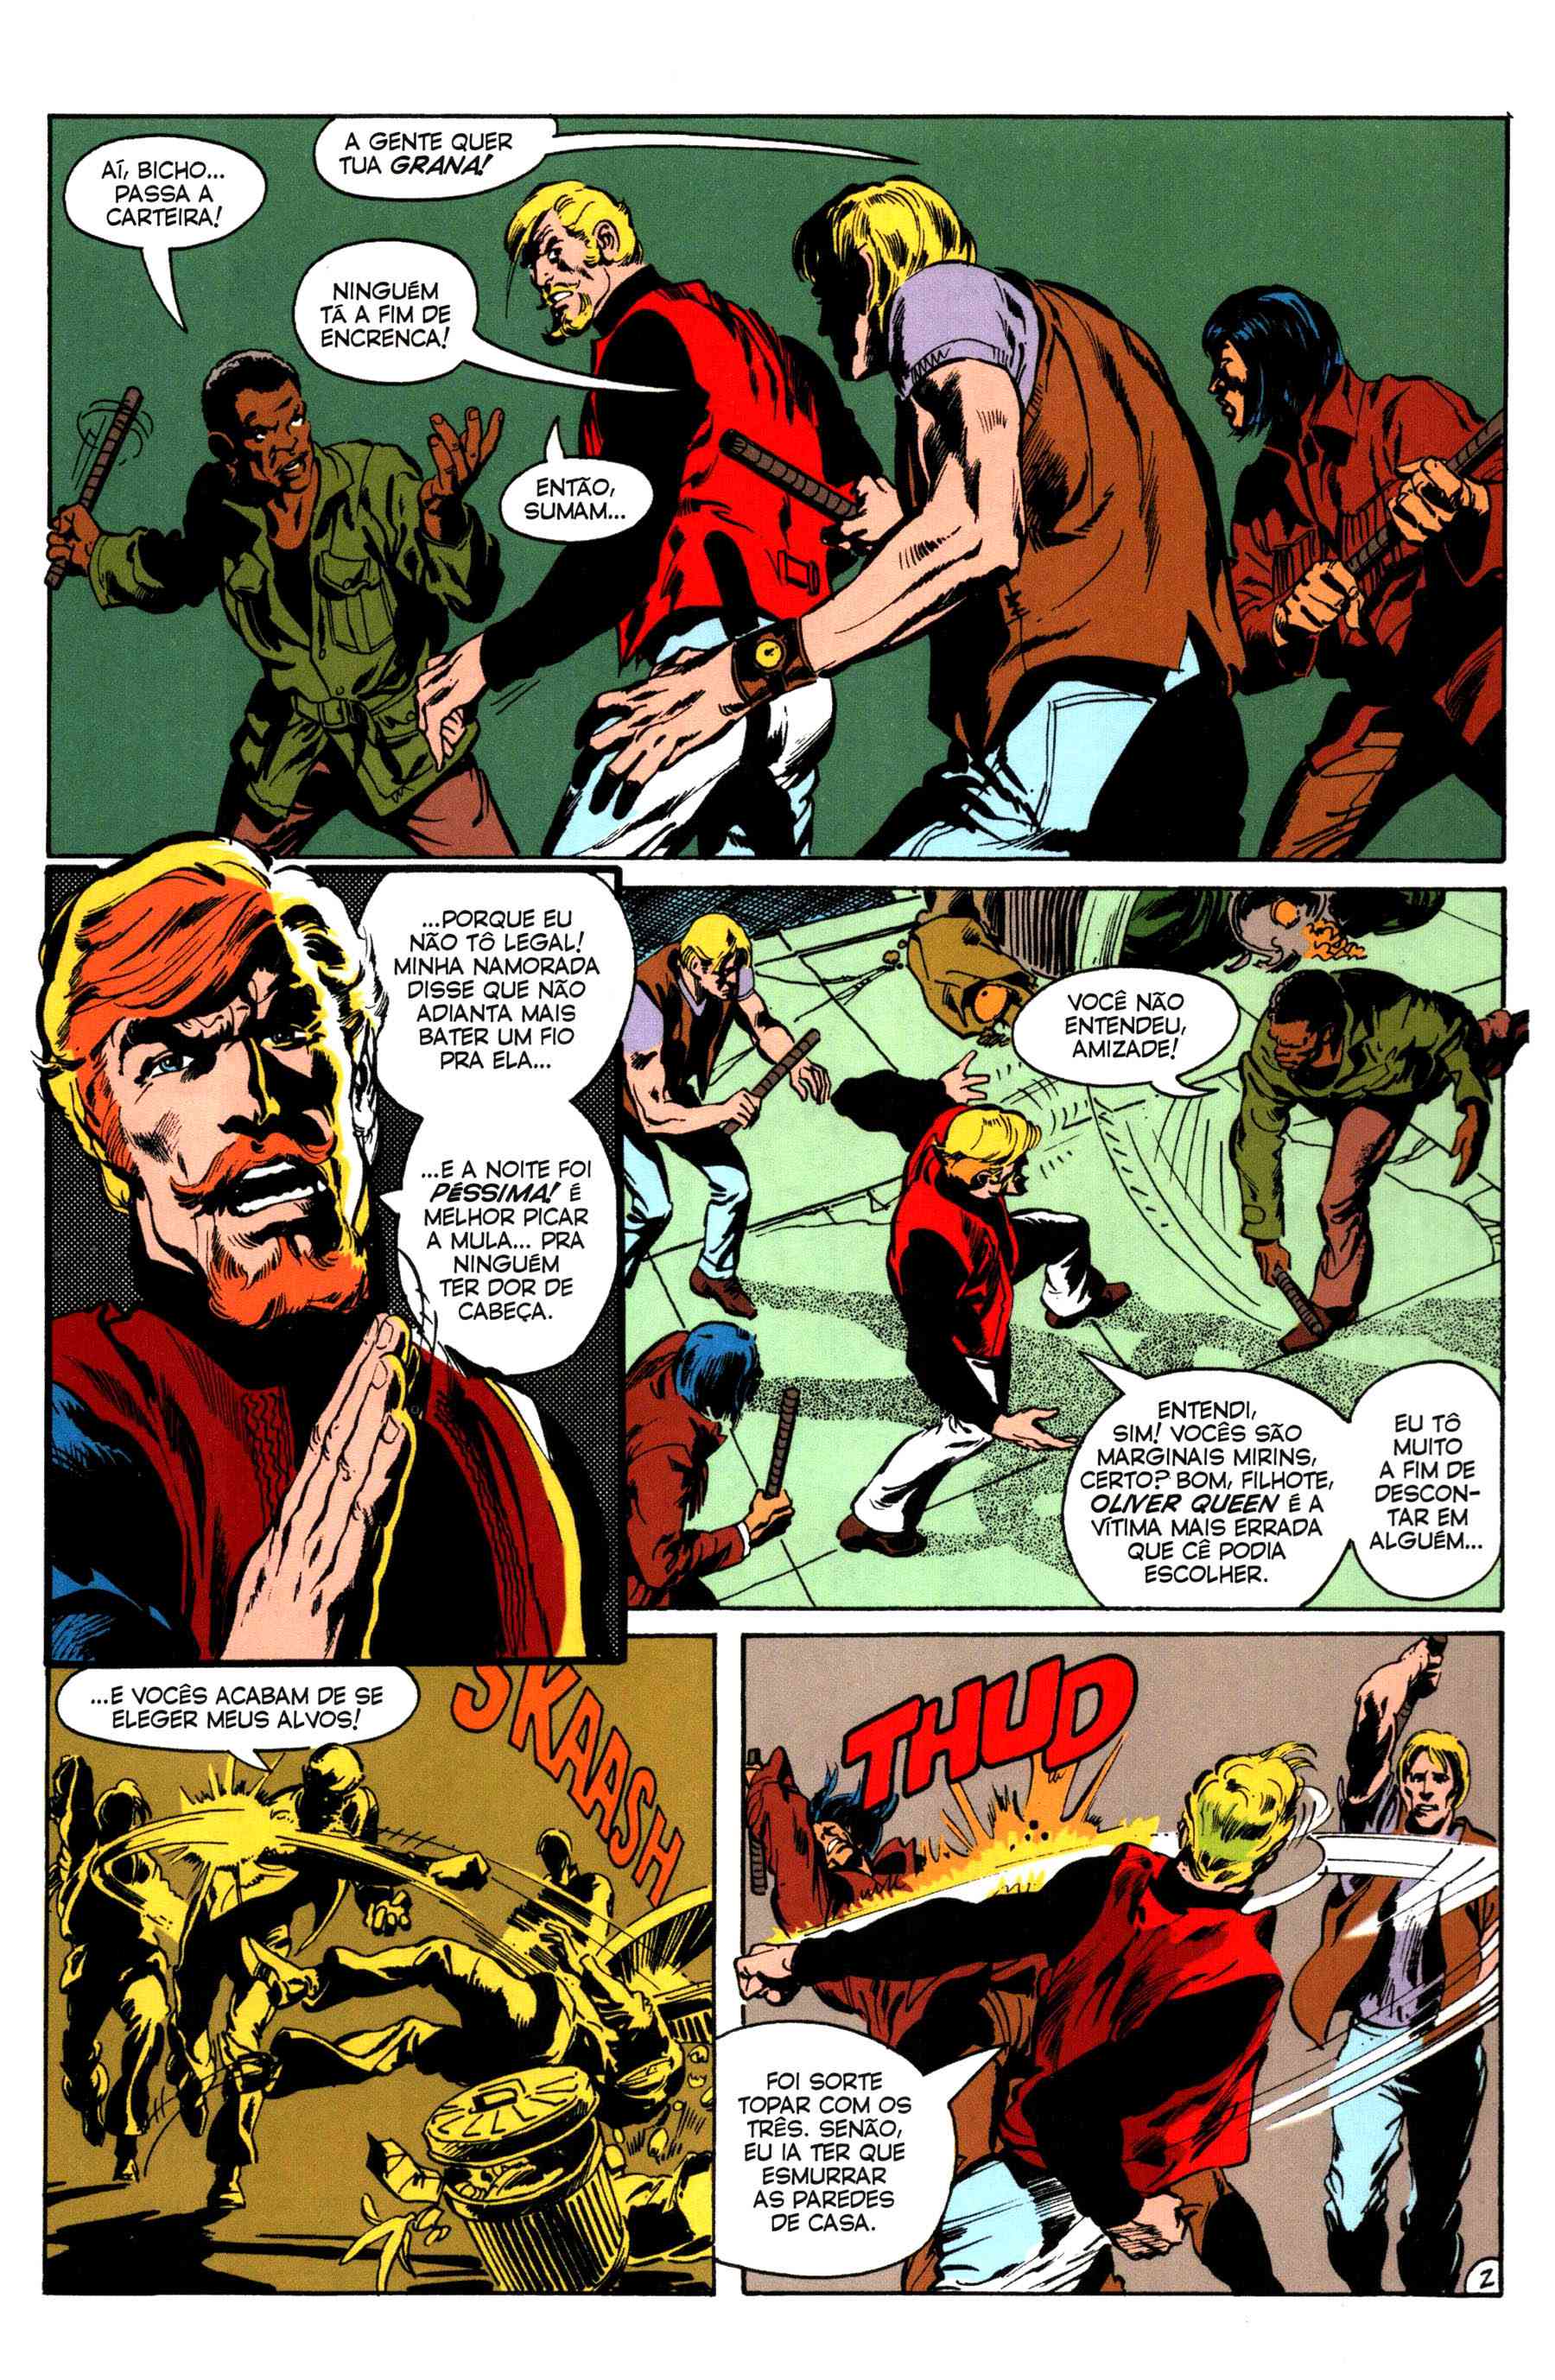 AÍ, BICHO...
PASSA A
CARTEIRA!
A GENTE QUER
TUA GRANA!
NINGUÉM
TÁ A FIM DE
ENCRENCA!
ENTÃO,
SUMAM...
...PORQUE EU
NÃO TÔ LEGAL!
MINHA NAMORADA
DISSE QUE NÃO
ADIANTA MAIS
BATER UM FIO
PRA ELA...
...E A NOITE FOI
PÉSSIMA! É
MELHOR PICAR
A MULA... PRA
NINGUÉM
TER DOR DE
CABEÇA.
VOCÊ NÃO
ENTENDEU,
AMIZADE!
ENTENDI,
SIM! VOCÊS SÃO
MARGINAIS MIRINS,
CERTO? BOM, FILHOTE,
OLIVER QUEEN É A
VÍTIMA MAIS ERRADA
QUE CÊ PODIA
ESCOLHER.
EU TÔ
MUITO
A FIM DE
DESCON-
TAR EM
ALGUÉM...
...E VOCÊS ACABAM DE SE
ELEGER MEUS ALVOS!
SKAASH
THUD
FOI SORTE
TOPAR COM OS
TRÊS. SENÃO,
EU IA TER QUE
ESMURRAR
AS PAREDES
DE CASA.
2